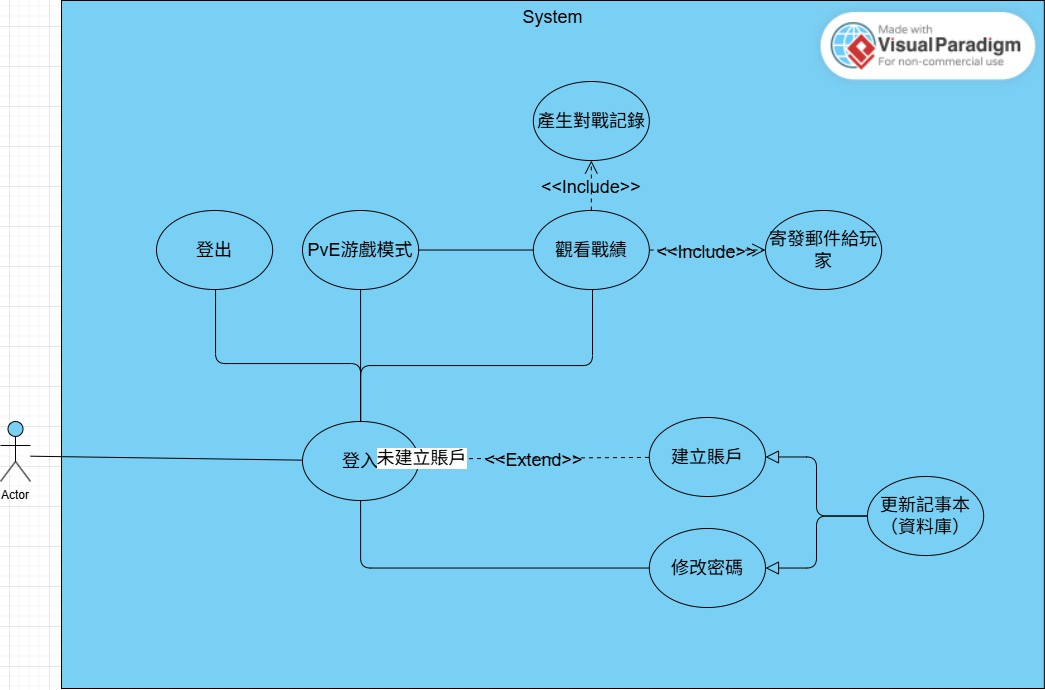 System
Made with
Visual Paradigm
For non-commercial use
產生對戰記錄
<<Include>>
登出
PvE游戲模式
觀看戰績
<<Include>>
寄發郵件給玩
家
登入
未建立賬戶
<<Extend>>
建立賬戶
更新記事本
（資料庫）
修改密碼
Actor